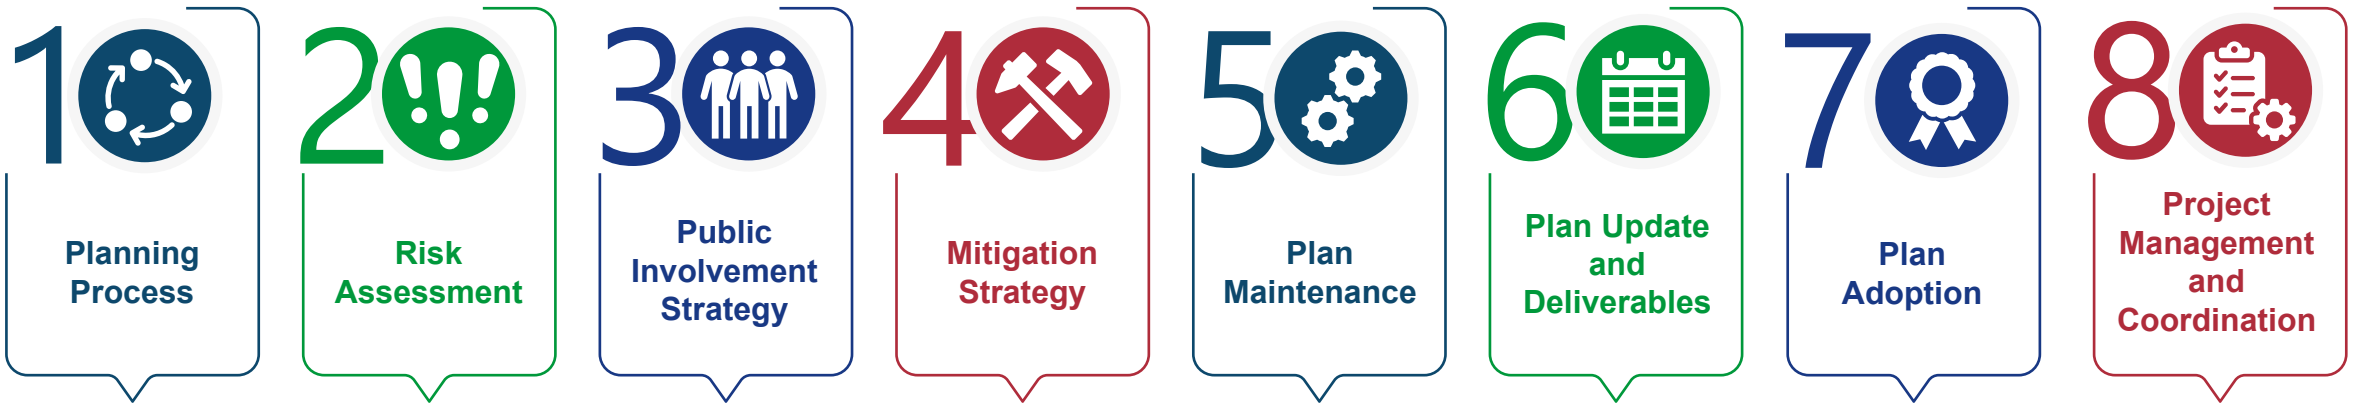 1
Planning
Process
2
Risk
Assessment
3
Public
Involvement
Strategy
4
Mitigation
Strategy
5
Plan
Maintenance
6
Plan Update
and
Deliverables
7
Plan
Adoption
8
Project
Management
and
Coordination